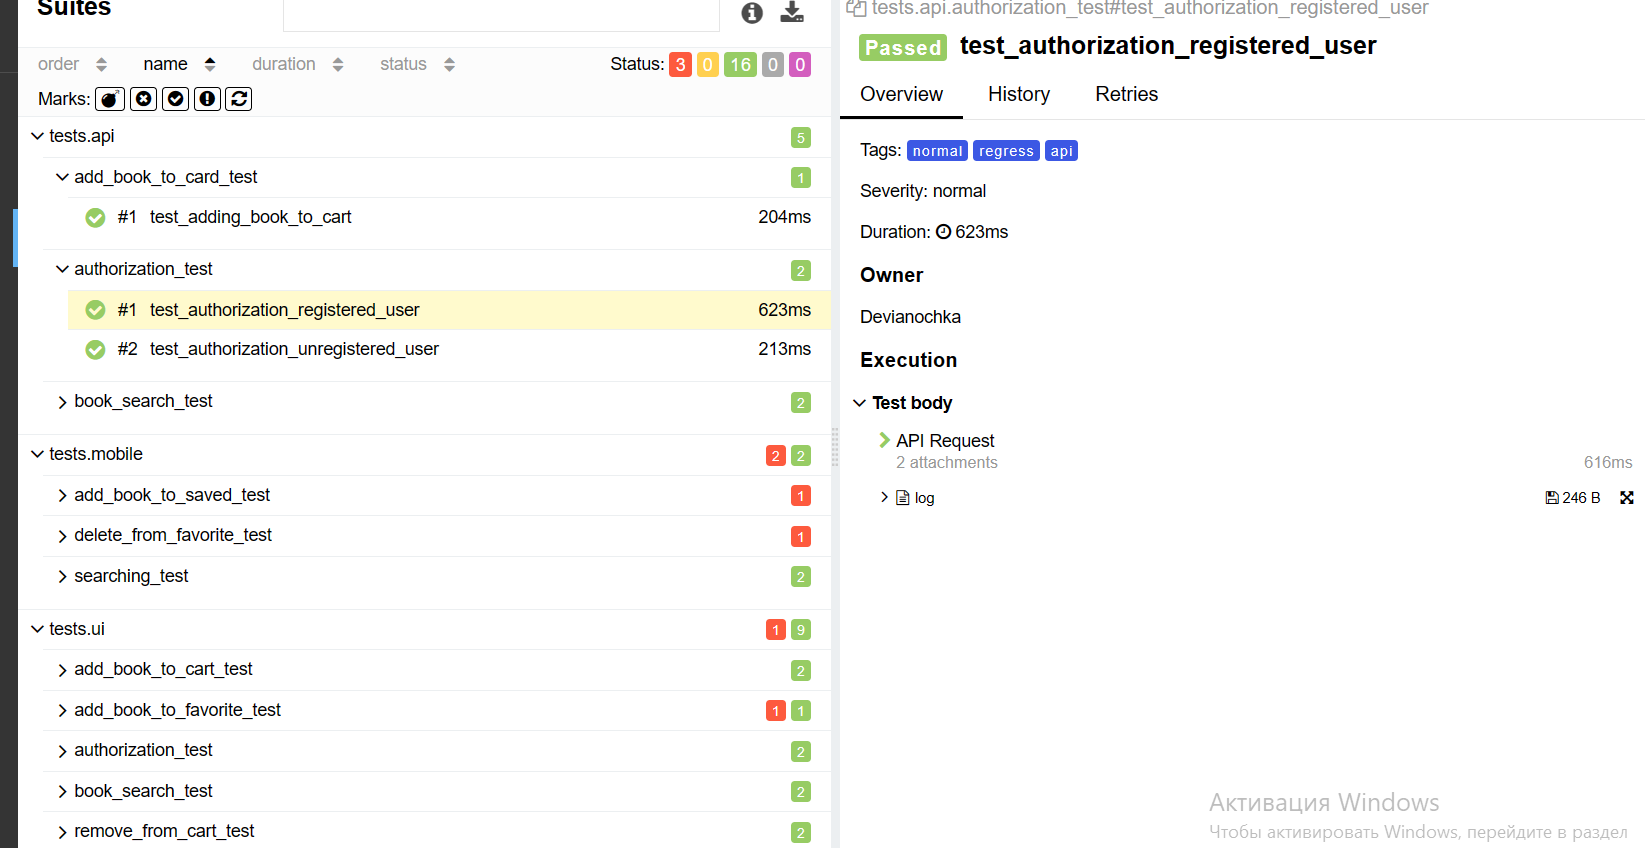 Suites
order name duration status Status: 3 0 16 0 0
Marks:
tests.api 5
add_book_to_card_test 1
#1 test_adding_book_to_cart 204ms
authorization_test 2
#1 test_authorization_registered_user 623ms
#2 test_authorization_unregistered_user 213ms
book_search_test 2
tests.mobile 2 2
add_book_to_saved_test 1
delete_from_favorite_test 1
searching_test 2
tests.ui 1 9
add_book_to_cart_test 2
add_book_to_favorite_test 1 1
authorization_test 2
book_search_test 2
remove_from_cart_test 2
tests.api.authorization_test#test_authorization_registered_user
Passed test_authorization_registered_user
Overview History Retries
Tags: normal regress api
Severity: normal
Duration: 623ms
Owner
Devianochka
Execution
Test body
API Request
2 attachments 616ms
log 246 B
Активация Windows
Чтобы активировать Windows, перейдите в раздел